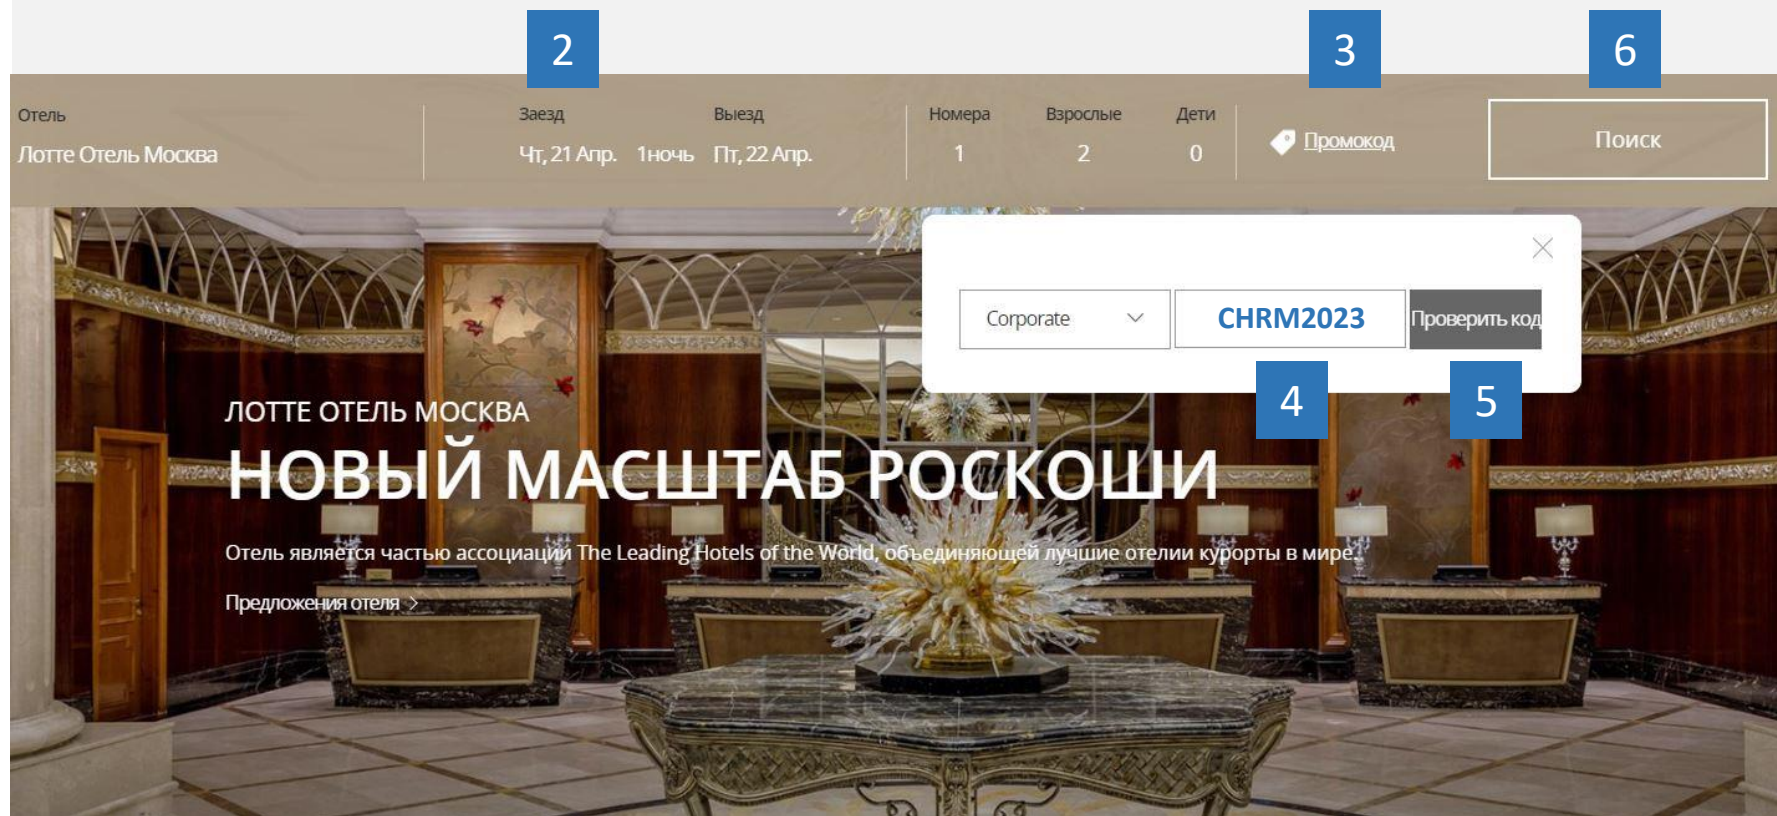 2
3
6
Отель
Заезд
Выезд
Номера
Взрослые
Дети
Лотте Отель Москва
Чт, 21 Апр.
1ночь
Пт, 22 Апр.
1
2
0
Промокод
Поиск
Corporate
CHRM2023
Проверить код
4
5
ЛОТТЕ ОТЕЛЬ МОСКВА
НОВЫЙ МАСШТАБ РОСКОШИ
Отель является частью ассоциации The Leading Hotels of the World, объединяющей лучшие отелии курорты в мире.
Предложения отеля >